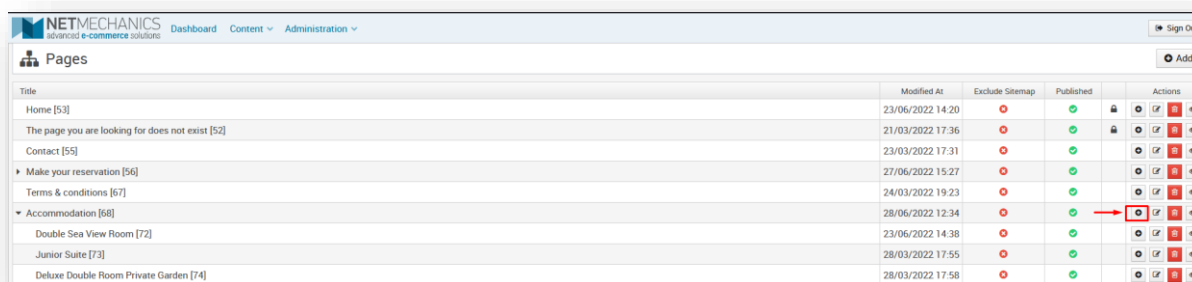 NETMECHANICS
advanced e-commerce solutions
Dashboard Content Administration
Sign O
Pages
Add
Title Modified At Exclude Sitemap Published Actions
Home [53] 23/06/2022 14:20
The page you are looking for does not exist [52] 21/03/2022 17:36
Contact [55] 23/03/2022 17:31
Make your reservation [56] 27/06/2022 15:27
Terms & conditions [67] 24/03/2022 19:23
Accommodation [68] 28/06/2022 12:34
Double Sea View Room [72] 23/06/2022 14:38
Junior Suite [73] 28/03/2022 17:55
Deluxe Double Room Private Garden [74] 28/03/2022 17:58